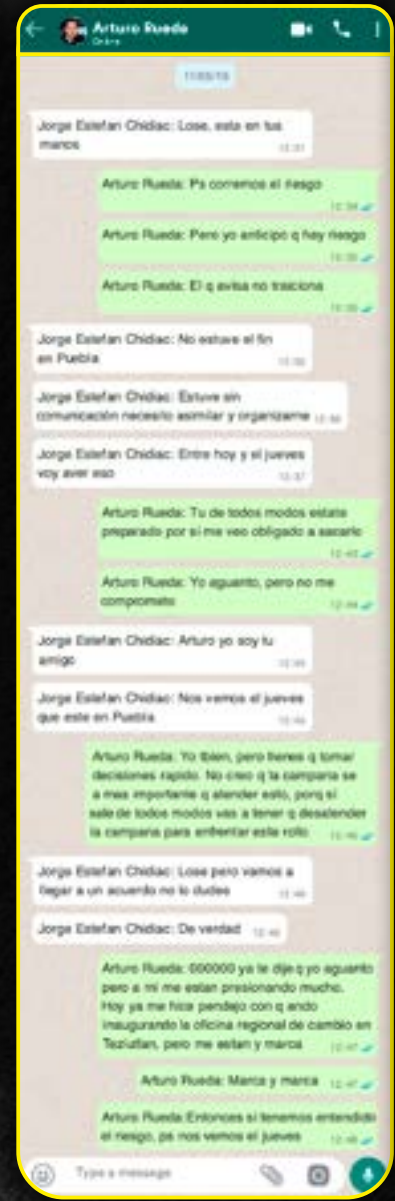 Arturo Rueda
Online
Jorge Estefan Chidiac: Lose, esta en tus
manos
Arturo Rueda: Ps corremos el riesgo
Arturo Rueda: Pero yo anticipo q hay riesgo
Arturo Rueda: El q avisa no traiciona
Jorge Estefan Chidiac: No estuve el fin
en Puebla
Jorge Estefan Chidiac: Estuve sin
comunicación necesito asimilar y organizarme
Jorge Estefan Chidiac: Entre hoy y el jueves
voy aver eso
Arturo Rueda: Tu de todos modos estate
preparado por si me veo obligado a sacarlo
Arturo Rueda: Yo aguanto, pero no me
comprometo
Jorge Estefan Chidiac: Arturo yo soy tu
amigo
Jorge Estefan Chidiac: Nos vemos el jueves
que este en Puebla
Arturo Rueda: Yo tbien, pero tienes q tomar
decisiones rapido. No creo q la campana se
a mas importante q atender esto, porq si
sale de todos modos vas a tener q desatender
la campana para enfrentar este rollo
Jorge Estefan Chidiac: Lose pero vamos a
llegar a un acuerdo no lo dudes
Jorge Estefan Chidiac: De verdad
Arturo Rueda: 000000 ya te dije q yo aguanto
pero a mi me estan presionando mucho.
Hoy ya me hice pendejo con q ando
inaugurando la oficina regional de cambio en
Teziutlan, pero me estan y marca
Arturo Rueda: Marca y marca
Arturo Rueda: Entonces si tenemos entendido
el riesgo, ps nos vemos el jueves
Type a message